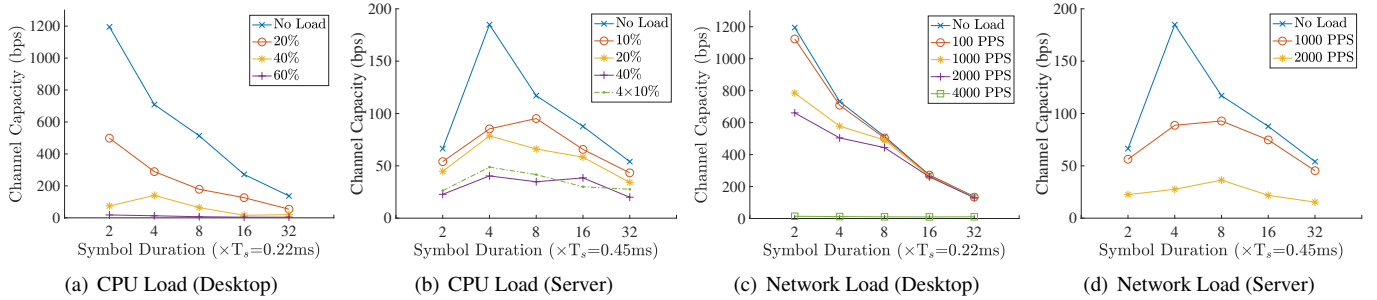 Channel Capacity (bps)
1200
1000
800
600
400
200
0
2 4 8 16 32
Symbol Duration (×Tₛ=0.22ms)
No Load
20%
40%
60%
(a) CPU Load (Desktop)
Channel Capacity (bps)
200
150
100
50
0
2 4 8 16 32
Symbol Duration (×Tₛ=0.45ms)
No Load
10%
20%
40%
4×10%
(b) CPU Load (Server)
Channel Capacity (bps)
1200
1000
800
600
400
200
0
2 4 8 16 32
Symbol Duration (×Tₛ=0.22ms)
No Load
100 PPS
1000 PPS
2000 PPS
4000 PPS
(c) Network Load (Desktop)
Channel Capacity (bps)
200
150
100
50
0
2 4 8 16 32
Symbol Duration (×Tₛ=0.45ms)
No Load
1000 PPS
2000 PPS
(d) Network Load (Server)